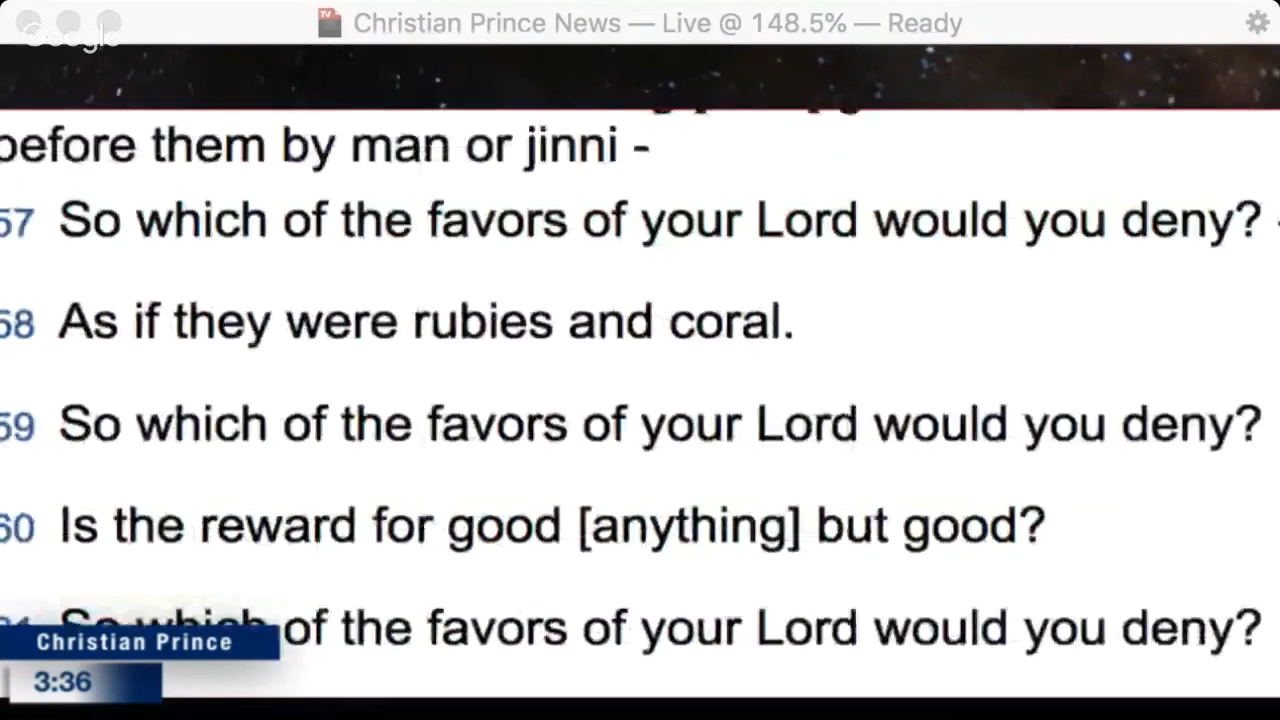 Google
Christian Prince News — Live @ 148.5% — Ready
before them by man or jinni -
57 So which of the favors of your Lord would you deny? -
58 As if they were rubies and coral.
59 So which of the favors of your Lord would you deny?
60 Is the reward for good [anything] but good?
So which of the favors of your Lord would you deny?
Christian Prince
3:36